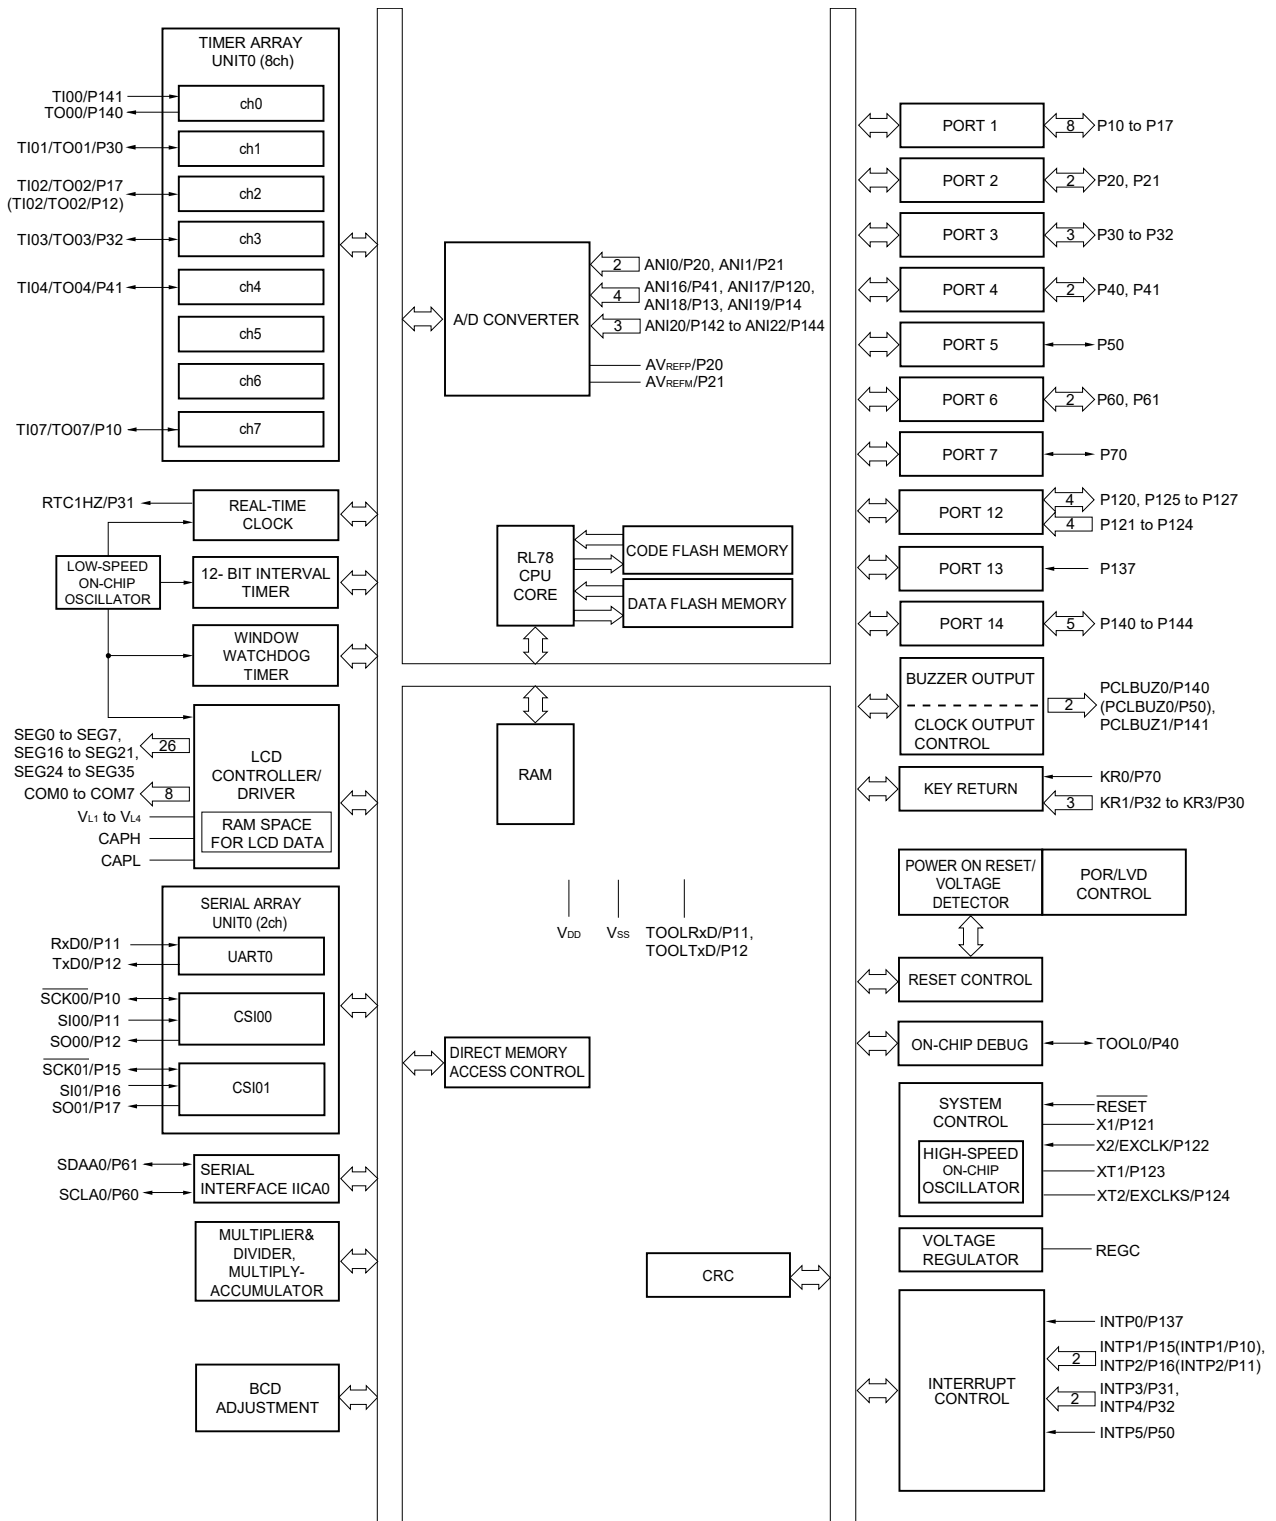 TIMER ARRAY
UNIT0 (8ch)
TI00/P141
TO00/P140
ch0
TI01/TO01/P30
ch1
TI02/TO02/P17
(TI02/TO02/P12)
ch2
TI03/TO03/P32
ch3
TI04/TO04/P41
ch4
ch5
ch6
TI07/TO07/P10
ch7
RTC1HZ/P31
REAL-TIME
CLOCK
LOW-SPEED
ON-CHIP
OSCILLATOR
12- BIT INTERVAL
TIMER
WINDOW
WATCHDOG
TIMER
SEG0 to SEG7,
SEG16 to SEG21,
SEG24 to SEG35
26
COM0 to COM7
8
VL1 to VL4
CAPH
CAPL
LCD
CONTROLLER/
DRIVER
RAM SPACE
FOR LCD DATA
SERIAL ARRAY
UNIT0 (2ch)
RxD0/P11
TxD0/P12
UART0
SCK00/P10
SI00/P11
SO00/P12
CSI00
SCK01/P15
SI01/P16
SO01/P17
CSI01
SDAA0/P61
SCLA0/P60
SERIAL
INTERFACE IICA0
MULTIPLIER&
DIVIDER,
MULTIPLY-
ACCUMULATOR
BCD
ADJUSTMENT
A/D CONVERTER
2
ANI0/P20, ANI1/P21
4
ANI16/P41, ANI17/P120,
ANI18/P13, ANI19/P14
3
ANI20/P142 to ANI22/P144
AVREFP/P20
AVREFM/P21
RL78
CPU
CORE
CODE FLASH MEMORY
DATA FLASH MEMORY
RAM
VDD
VSS
TOOLRxD/P11,
TOOLTxD/P12
DIRECT MEMORY
ACCESS CONTROL
CRC
PORT 1
8
P10 to P17
PORT 2
2
P20, P21
PORT 3
3
P30 to P32
PORT 4
2
P40, P41
PORT 5
P50
PORT 6
2
P60, P61
PORT 7
P70
PORT 12
4
P120, P125 to P127
4
P121 to P124
PORT 13
P137
PORT 14
5
P140 to P144
BUZZER OUTPUT
CLOCK OUTPUT
CONTROL
2
PCLBUZ0/P140
(PCLBUZ0/P50),
PCLBUZ1/P141
KEY RETURN
KR0/P70
3
KR1/P32 to KR3/P30
POWER ON RESET/
VOLTAGE
DETECTOR
POR/LVD
CONTROL
RESET CONTROL
ON-CHIP DEBUG
TOOL0/P40
SYSTEM
CONTROL
HIGH-SPEED
ON-CHIP
OSCILLATOR
RESET
X1/P121
X2/EXCLK/P122
XT1/P123
XT2/EXCLKS/P124
VOLTAGE
REGULATOR
REGC
INTERRUPT
CONTROL
INTP0/P137
2
INTP1/P15(INTP1/P10),
INTP2/P16(INTP2/P11)
2
INTP3/P31,
INTP4/P32
INTP5/P50